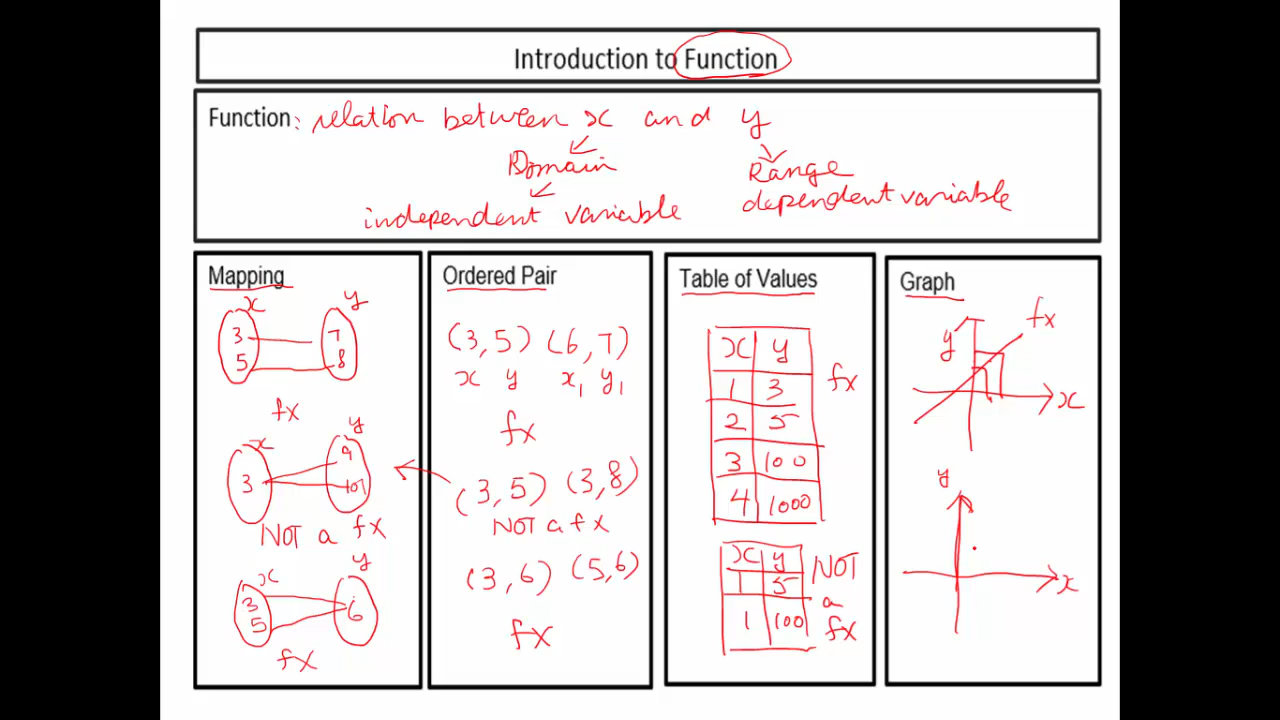 Introduction to Function
Function: relation between x and y
Domain
Range
independent variable
dependent variable
Mapping
x y
3 7
5 8
fx
x y
3 9
101
NOT a fx
x y
3 6
5
fx
Ordered Pair
(3,5) (6,7)
x y x₁ y₁
fx
(3,5) (3,8)
NOT a fx
(3,6) (5,6)
fx
Table of Values
x y
1 3
2 5
3 100
4 1000
fx
x y
1 5
1 100
NOT
a
fx
Graph
fx
y
x
y
x